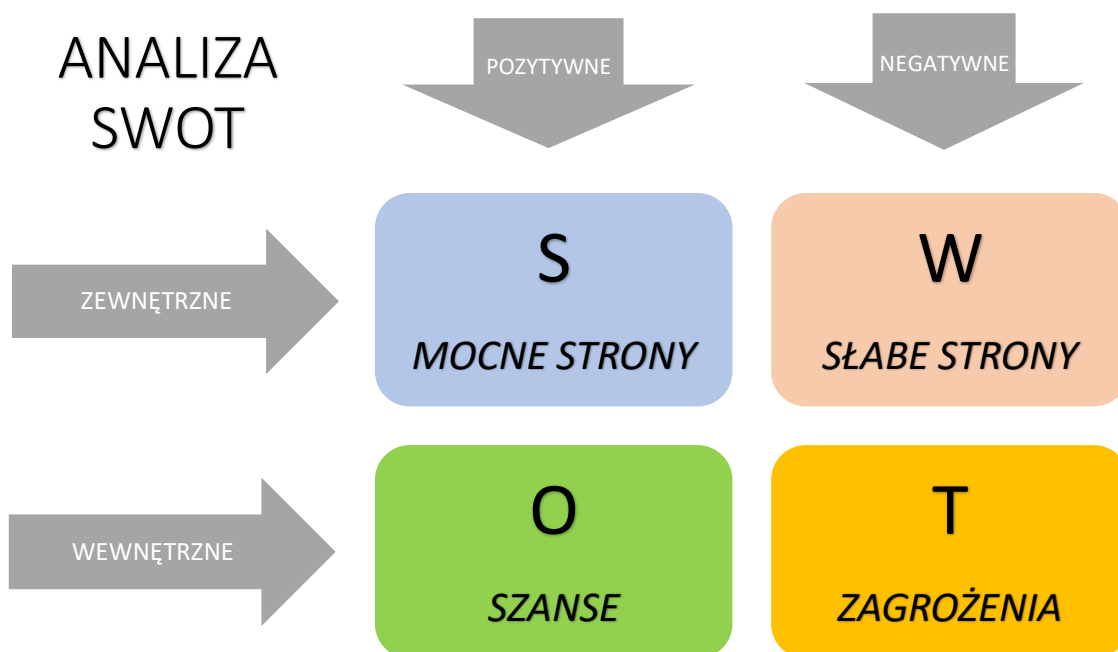 ANALIZA
SWOT
POZYTYWNE
NEGATYWNE
ZEWNĘTRZNE
S
MOCNE STRONY
W
SŁABE STRONY
WEWNĘTRZNE
O
SZANSE
T
ZAGROŻENIA